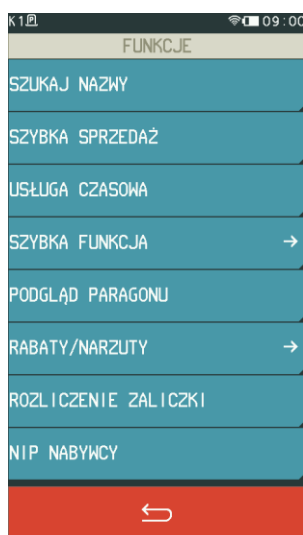 K1 09:00
FUNKCJE
SZUKAJ NAZWY
SZYBKA SPRZEDAŻ
USŁUGA CZASOWA
SZYBKA FUNKCJA →
PODGLĄD PARAGONU
RABATY/NARZUTY →
ROZLICZENIE ZALICZKI
NIP NABYWCY